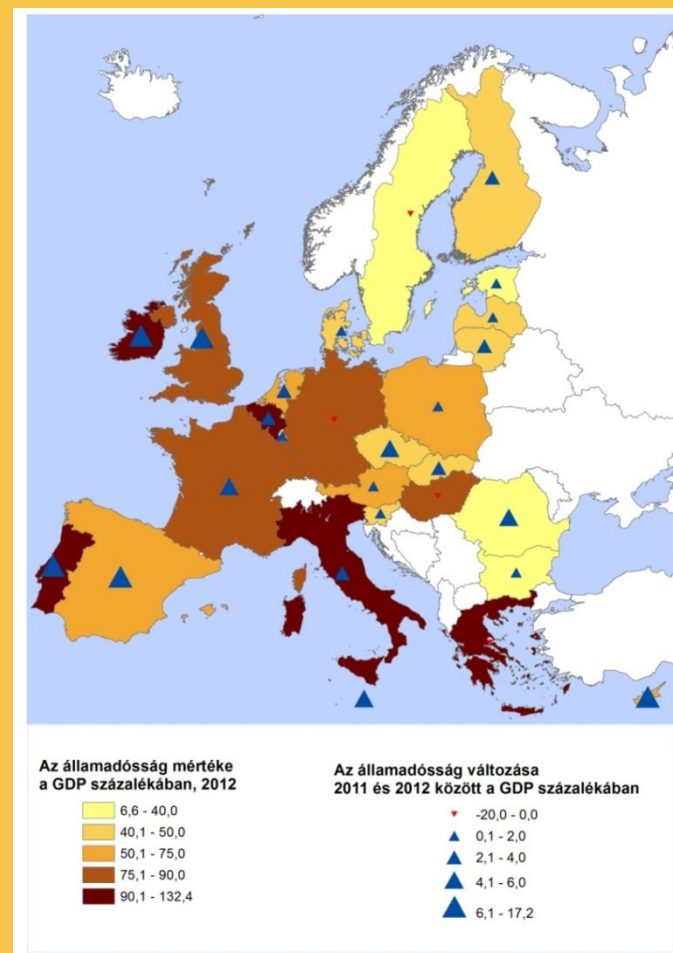 Az államadósság mértéke
a GDP százalékában, 2012
6,6 - 40,0
40,1 - 50,0
50,1 - 75,0
75,1 - 90,0
90,1 - 132,4
Az államadósság változása
2011 és 2012 között a GDP százalékában
-20,0 - 0,0
0,1 - 2,0
2,1 - 4,0
4,1 - 6,0
6,1 - 17,2